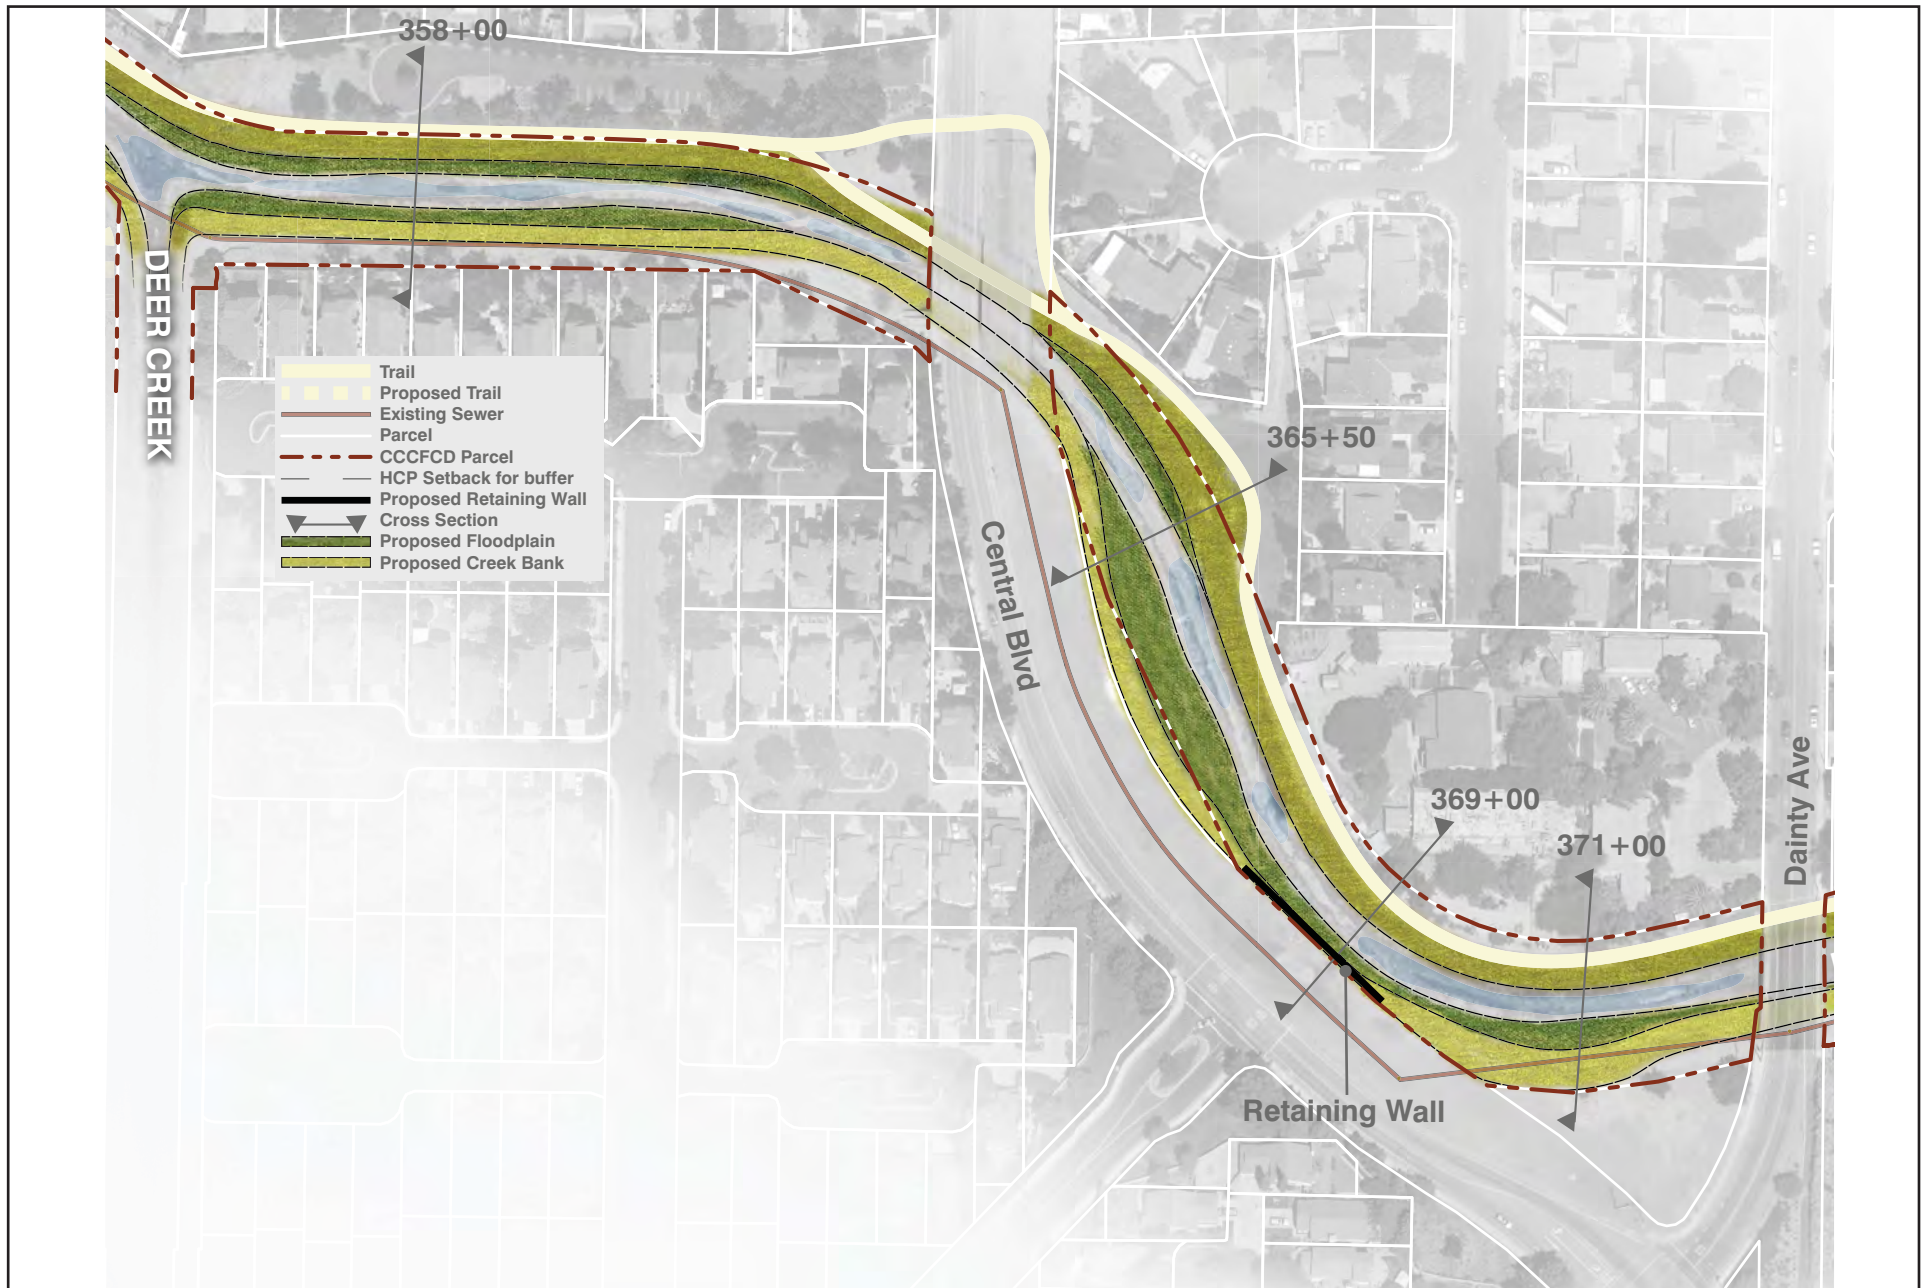 358+00
DEER CREEK
Trail
Proposed Trail
Existing Sewer
Parcel
CCCFCD Parcel
HCP Setback for buffer
Proposed Retaining Wall
Cross Section
Proposed Floodplain
Proposed Creek Bank
365+50
Central Blvd
369+00
371+00
Dainty Ave
Retaining Wall